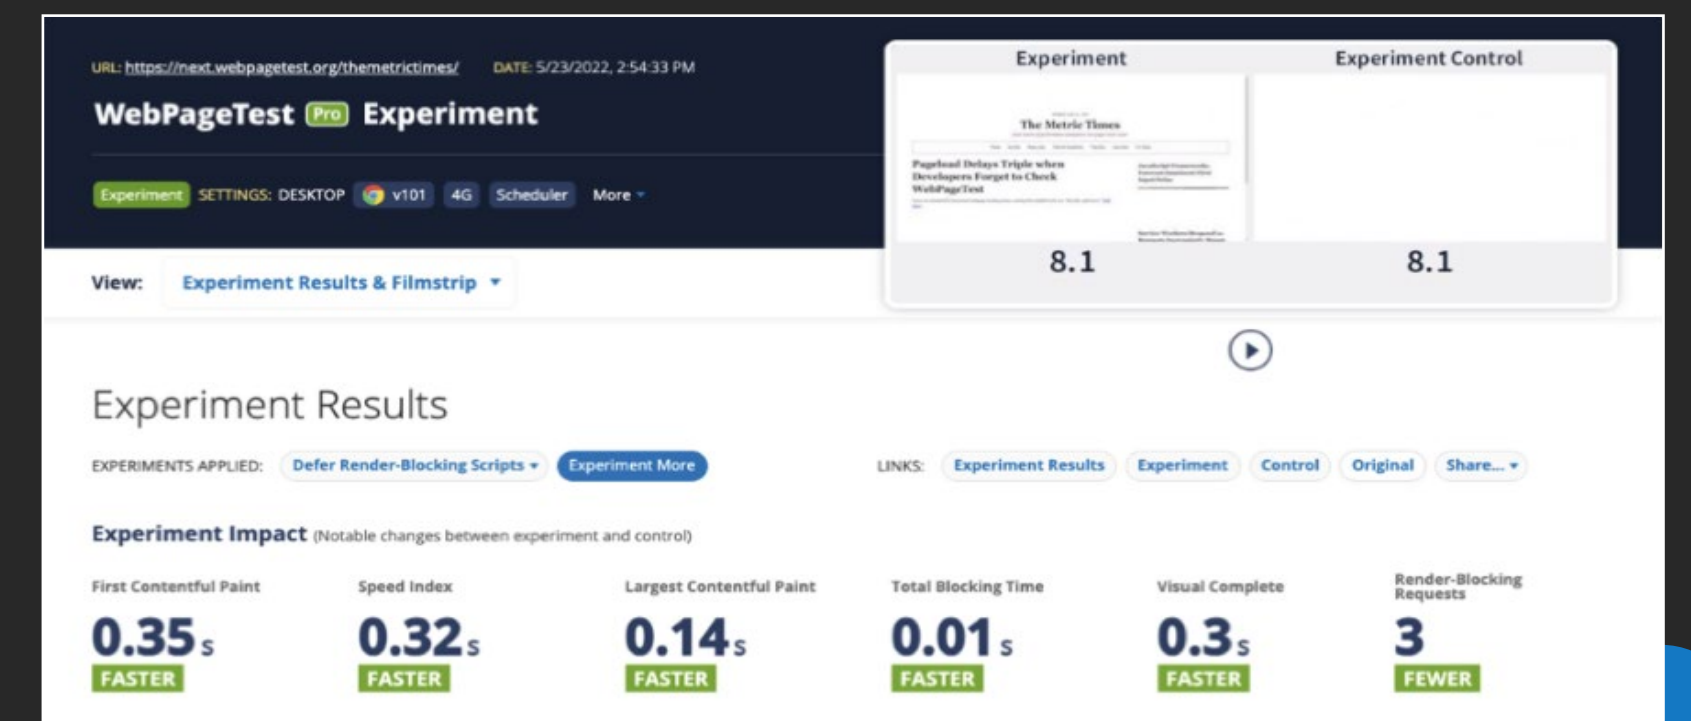 URL: https://next.webpagetest.org/themetrictimes/ DATE: 5/23/2022, 2:54:33 PM
WebPageTest Pro Experiment
Experiment SETTINGS: DESKTOP v101 4G Scheduler More
Experiment Experiment Control
The Metric Times
Pageload Delays Triple when
Developers Forget to Check
WebPageTest
8.1 8.1
View: Experiment Results & Filmstrip
Experiment Results
EXPERIMENTS APPLIED: Defer Render-Blocking Scripts Experiment More
LINKS: Experiment Results Experiment Control Original Share...
Experiment Impact (Notable changes between experiment and control)
First Contentful Paint
0.35 s
FASTER
Speed Index
0.32 s
FASTER
Largest Contentful Paint
0.14 s
FASTER
Total Blocking Time
0.01 s
FASTER
Visual Complete
0.3 s
FASTER
Render-Blocking
Requests
3
FEWER